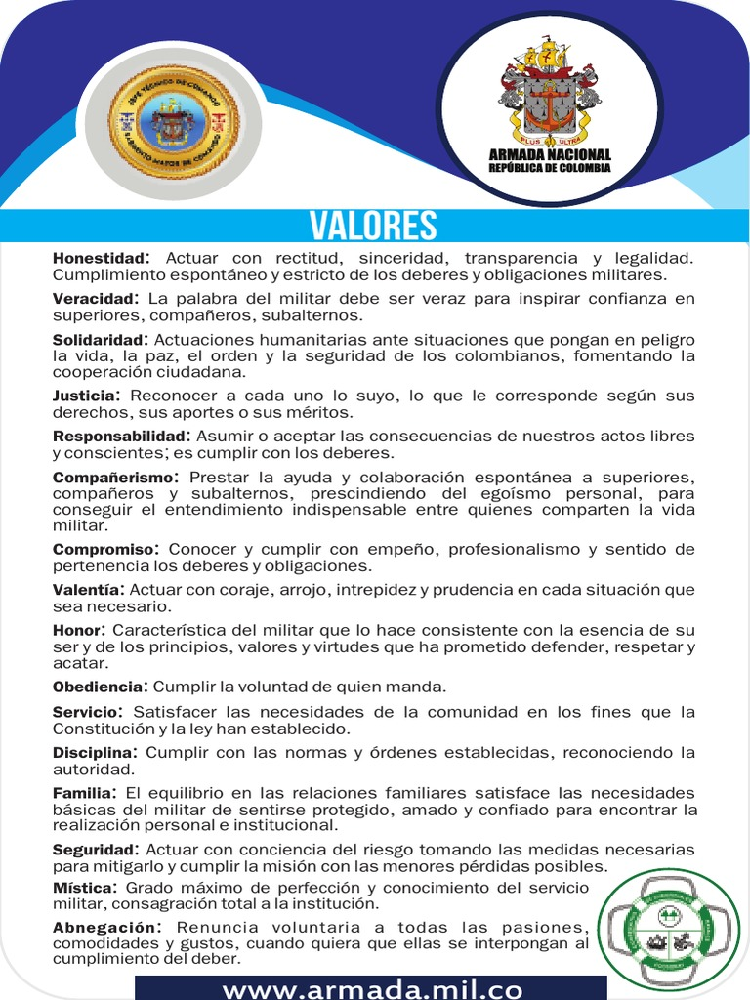 JEFE TÉCNICO DE COMANDO
SARGENTO MAYOR DE COMANDO
PLUS ULTRA
ARMADA NACIONAL
REPÚBLICA DE COLOMBIA
VALORES
Honestidad: Actuar con rectitud, sinceridad, transparencia y legalidad.
Cumplimiento espontáneo y estricto de los deberes y obligaciones militares.
Veracidad: La palabra del militar debe ser veraz para inspirar confianza en
superiores, compañeros, subalternos.
Solidaridad: Actuaciones humanitarias ante situaciones que pongan en peligro
la vida, la paz, el orden y la seguridad de los colombianos, fomentando la
cooperación ciudadana.
Justicia: Reconocer a cada uno lo suyo, lo que le corresponde según sus
derechos, sus aportes o sus méritos.
Responsabilidad: Asumir o aceptar las consecuencias de nuestros actos libres
y conscientes; es cumplir con los deberes.
Compañerismo: Prestar la ayuda y colaboración espontánea a superiores,
compañeros y subalternos, prescindiendo del egoísmo personal, para
conseguir el entendimiento indispensable entre quienes comparten la vida
militar.
Compromiso: Conocer y cumplir con empeño, profesionalismo y sentido de
pertenencia los deberes y obligaciones.
Valentía: Actuar con coraje, arrojo, intrepidez y prudencia en cada situación que
sea necesario.
Honor: Característica del militar que lo hace consistente con la esencia de su
ser y de los principios, valores y virtudes que ha prometido defender, respetar y
acatar.
Obediencia: Cumplir la voluntad de quien manda.
Servicio: Satisfacer las necesidades de la comunidad en los fines que la
Constitución y la ley han establecido.
Disciplina: Cumplir con las normas y órdenes establecidas, reconociendo la
autoridad.
Familia: El equilibrio en las relaciones familiares satisface las necesidades
básicas del militar de sentirse protegido, amado y confiado para encontrar la
realización personal e institucional.
Seguridad: Actuar con conciencia del riesgo tomando las medidas necesarias
para mitigarlo y cumplir la misión con las menores pérdidas posibles.
Mística: Grado máximo de perfección y conocimiento del servicio
militar, consagración total a la institución.
Abnegación: Renuncia voluntaria a todas las pasiones,
comodidades y gustos, cuando quiera que ellas se interpongan al
cumplimiento del deber.
www.armada.mil.co